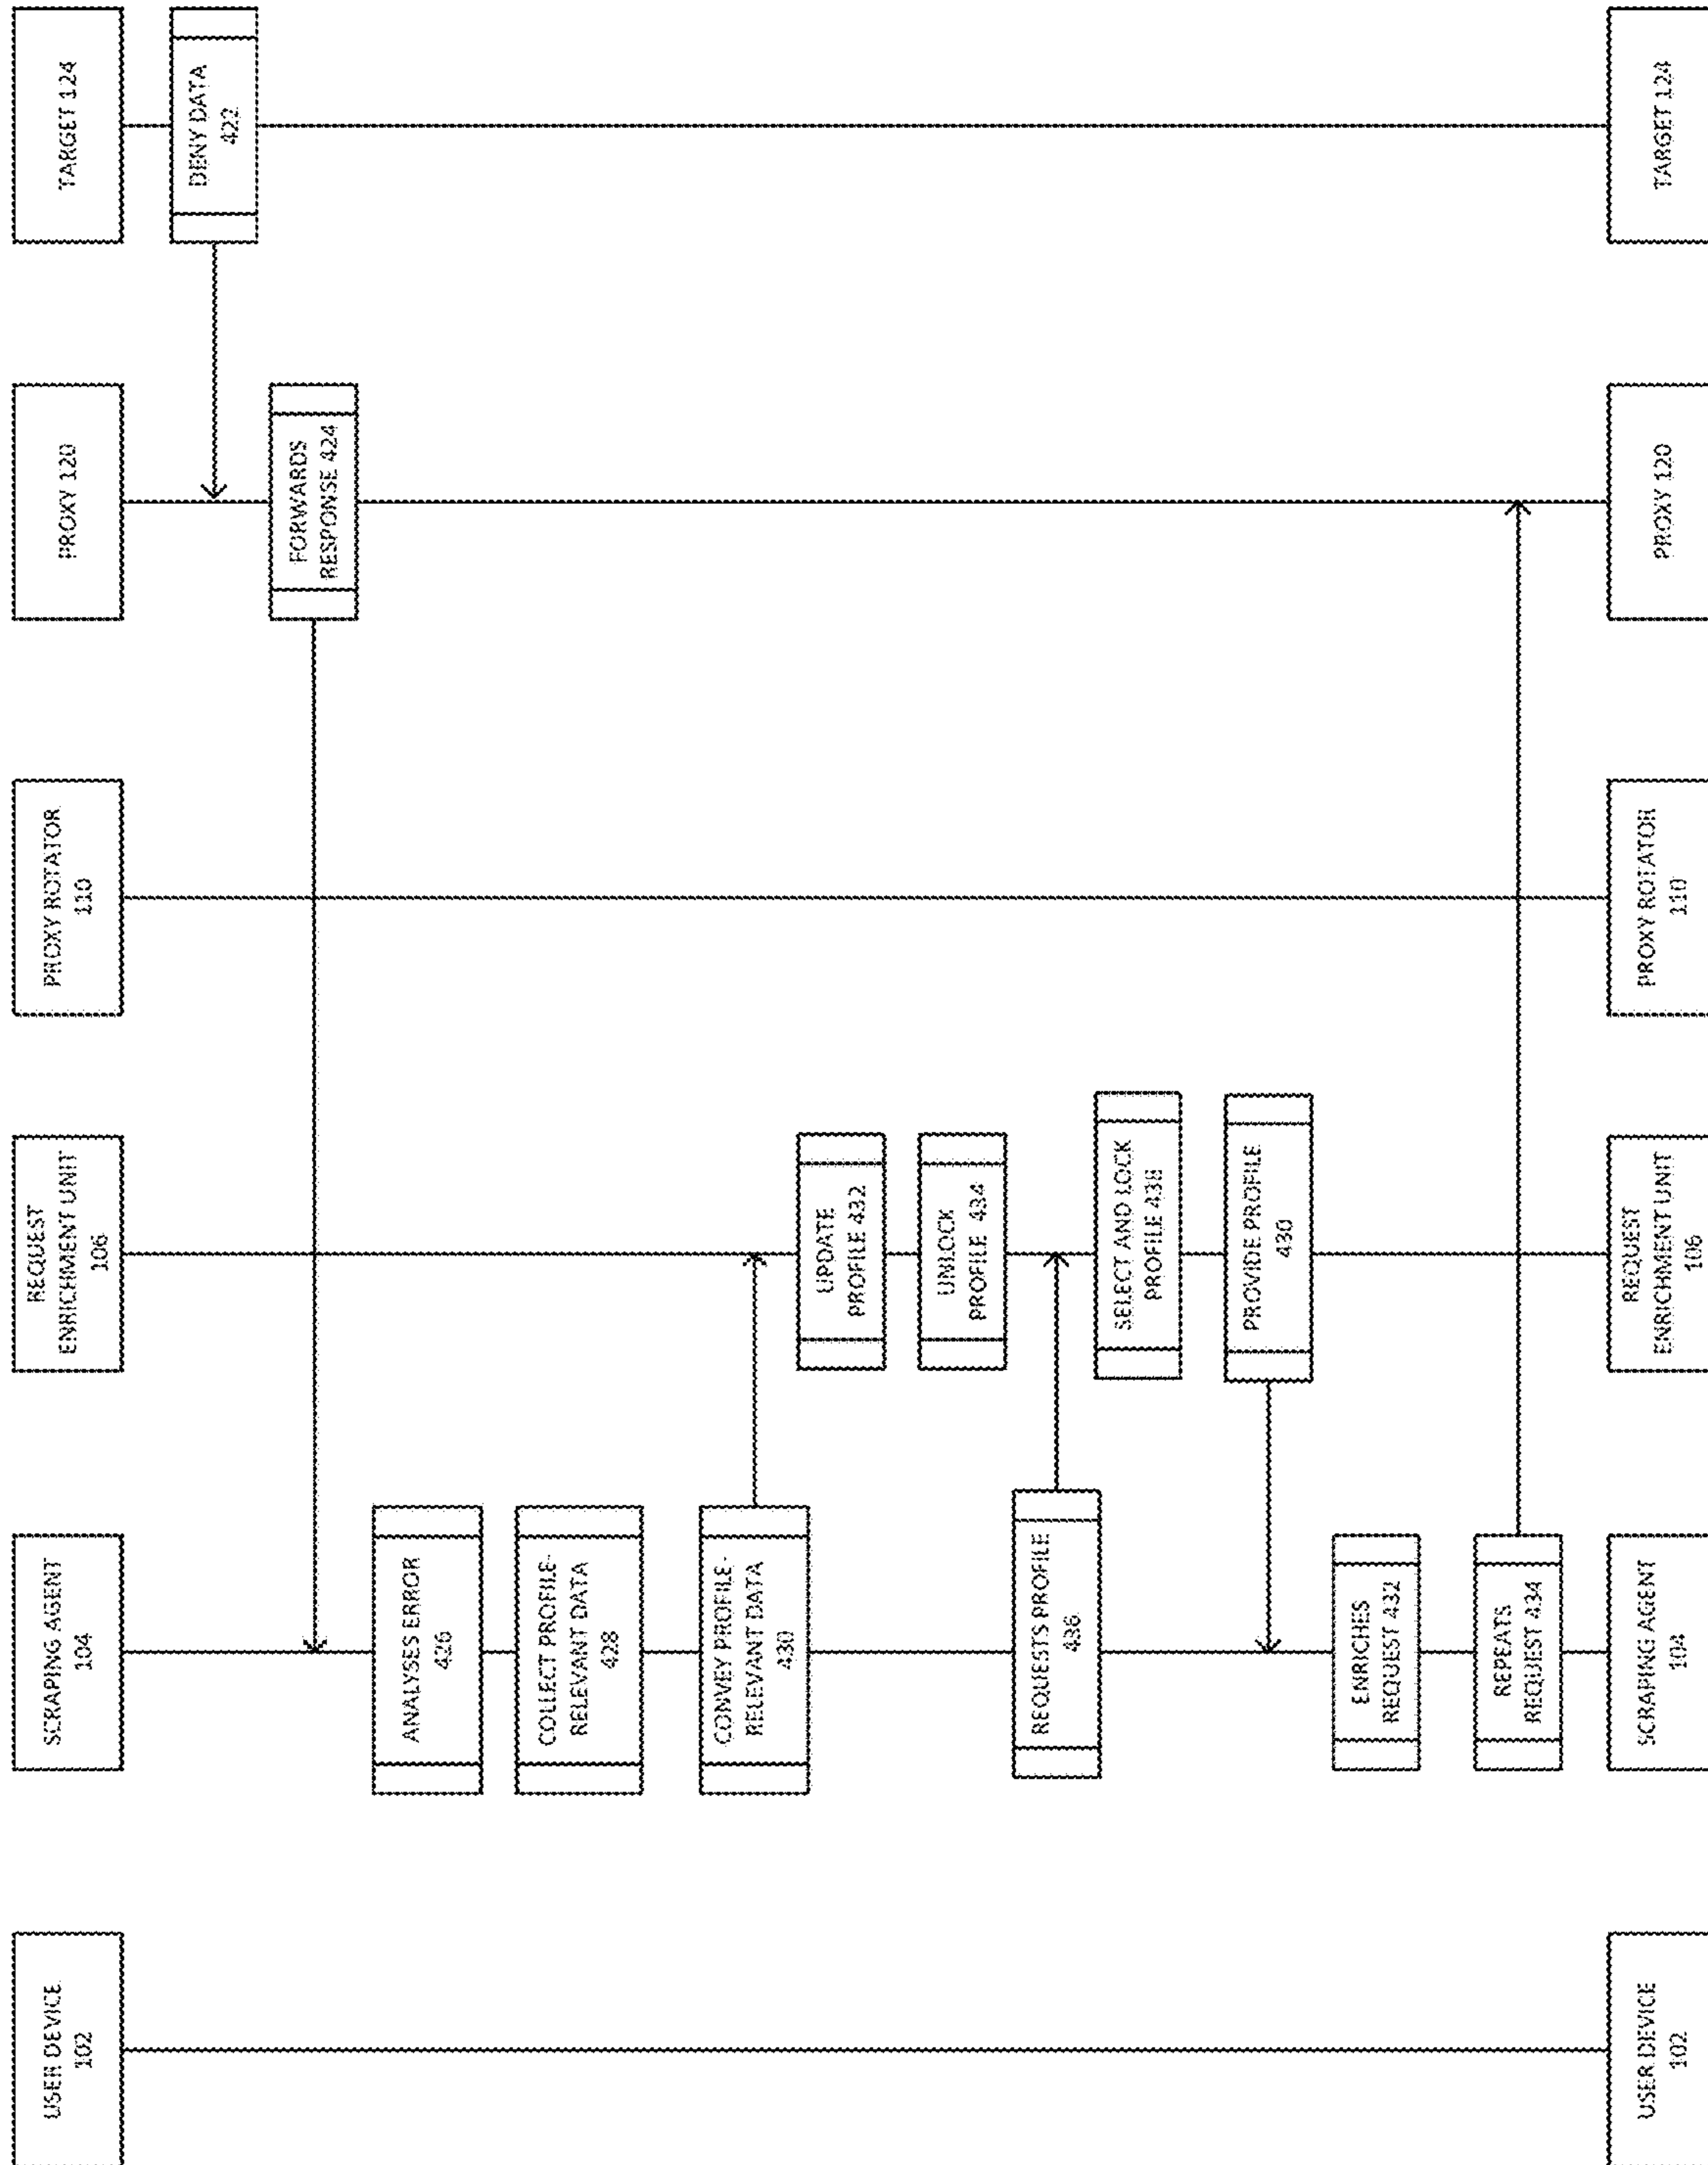 USER DEVICE
102
SCRAPING AGENT
104
REQUEST
ENRICHMENT UNIT
106
PROXY ROTATOR
110
PROXY 120
TARGET 124
DENY DATA
422
FORWARDS
RESPONSE 424
ANALYSES ERROR
426
COLLECT PROFILE-
RELEVANT DATA
428
CONVEY PROFILE-
RELEVANT DATA
430
UPDATE
PROFILE 432
UNLOCK
PROFILE 434
REQUESTS PROFILE
436
SELECT AND LOCK
PROFILE 438
PROVIDE PROFILE
430
ENRICHES
REQUEST 432
REPEATS
REQUEST 434
USER DEVICE
102
SCRAPING AGENT
104
REQUEST
ENRICHMENT UNIT
106
PROXY ROTATOR
110
PROXY 120
TARGET 124